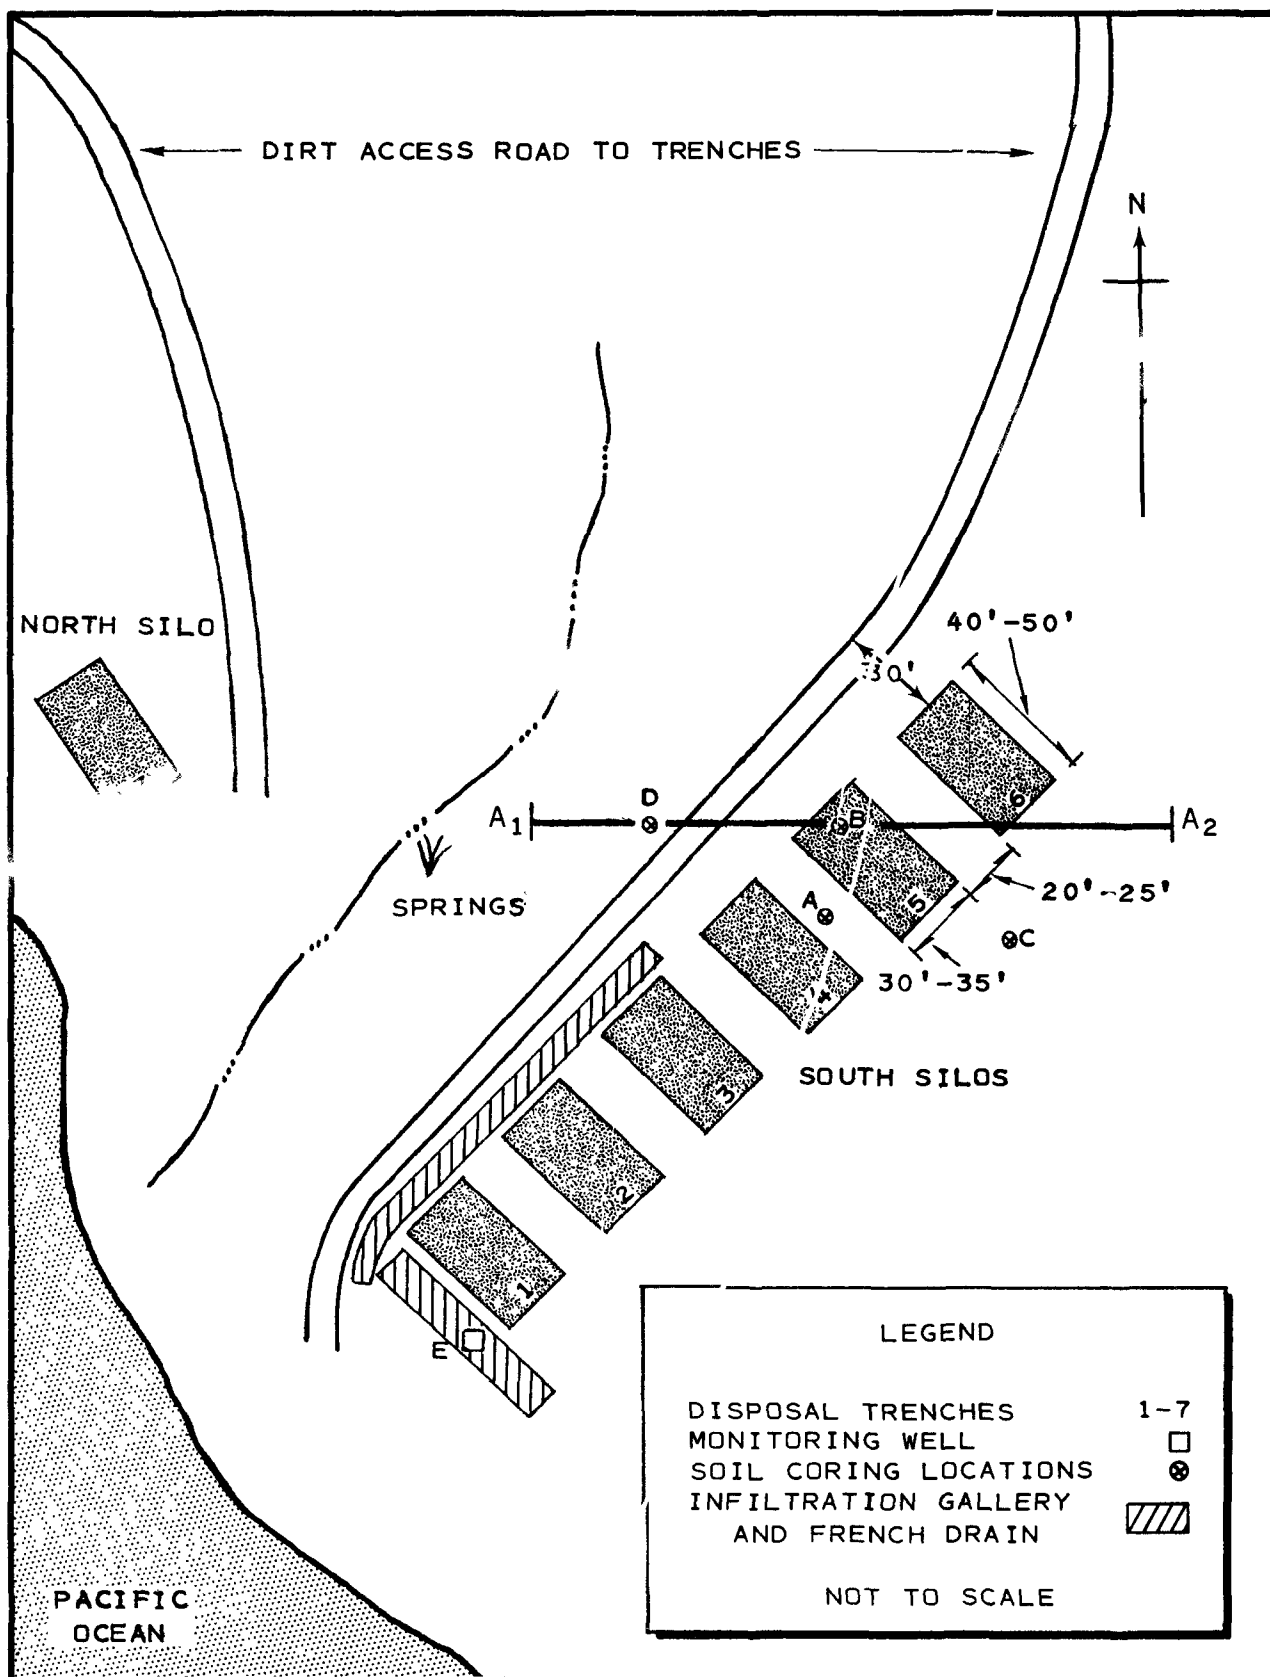 DIRT ACCESS ROAD TO TRENCHES
N
NORTH SILO
40'-50'
30'
6
D
A1
B
A2
SPRINGS
A
5
20'-25'
C
30'-35'
4
3
SOUTH SILOS
2
1
E
LEGEND
DISPOSAL TRENCHES 1-7
MONITORING WELL
SOIL CORING LOCATIONS
INFILTRATION GALLERY
AND FRENCH DRAIN
NOT TO SCALE
PACIFIC
OCEAN